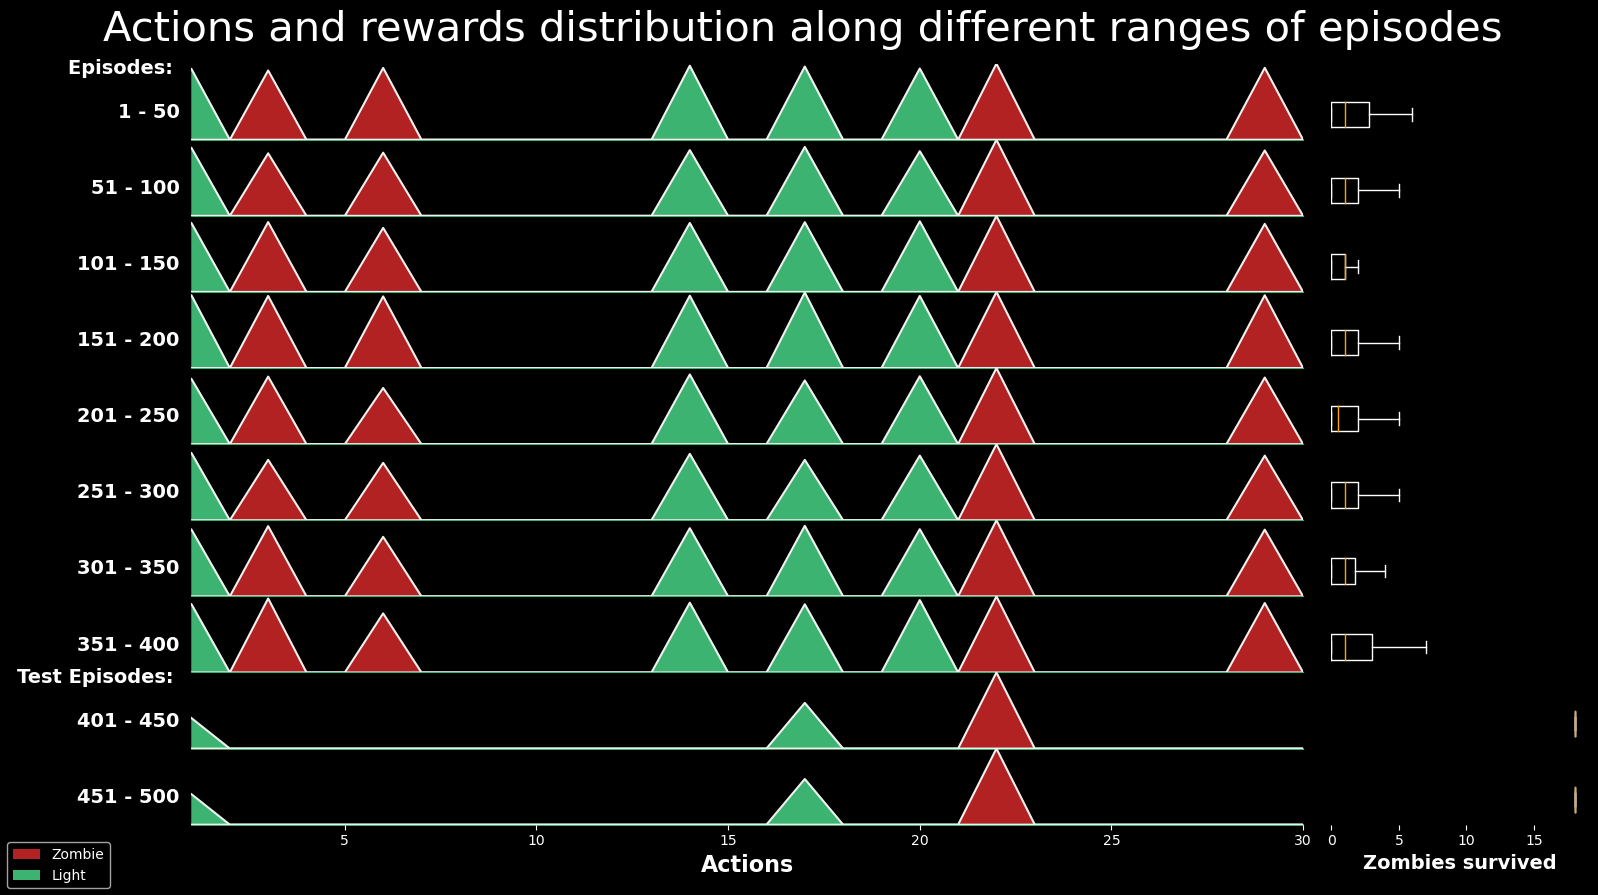 Actions and rewards distribution along different ranges of episodes
Episodes:
1 - 50
51 - 100
101 - 150
151 - 200
201 - 250
251 - 300
301 - 350
351 - 400
Test Episodes:
401 - 450
451 - 500
5 10 15 20 25 30 0 5 10 15
Actions Zombies survived
Zombie
Light